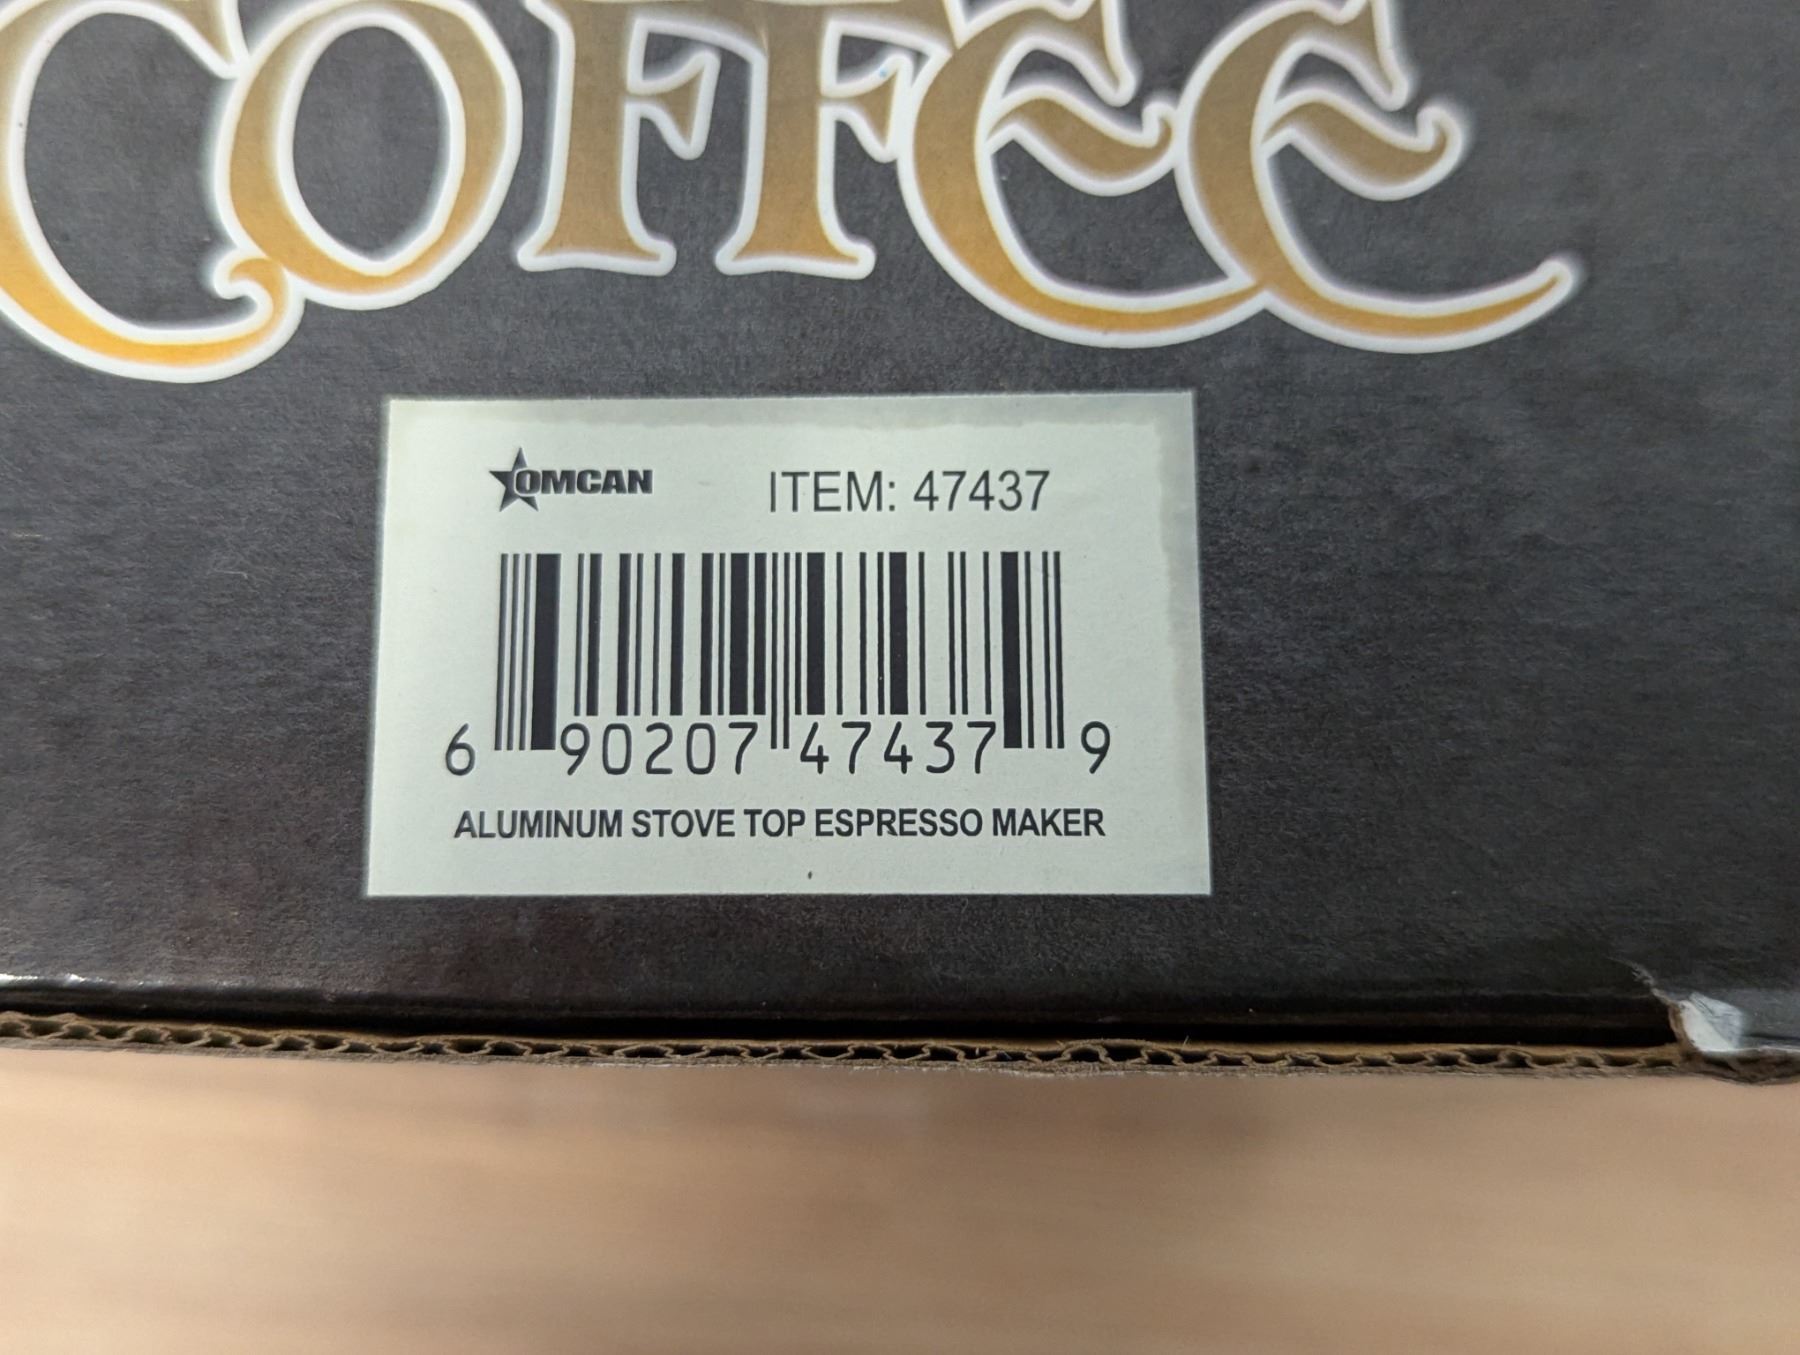 COFFEE
OMCAN ITEM: 47437
6 90207 47437 9
ALUMINUM STOVE TOP ESPRESSO MAKER